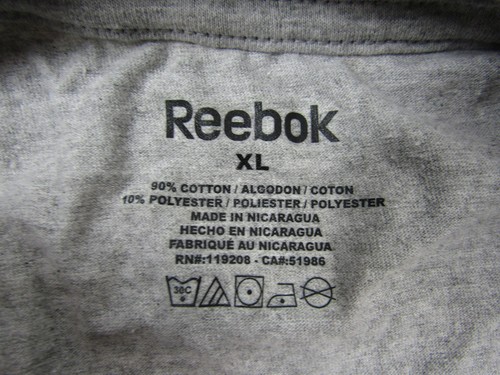 Reebok
XL
90% COTTON / ALGODON / COTON
10% POLYESTER / POLIESTER / POLYESTER
MADE IN NICARAGUA
HECHO EN NICARAGUA
FABRIQUÉ AU NICARAGUA
RN#:119208 - CA#:51986
30C